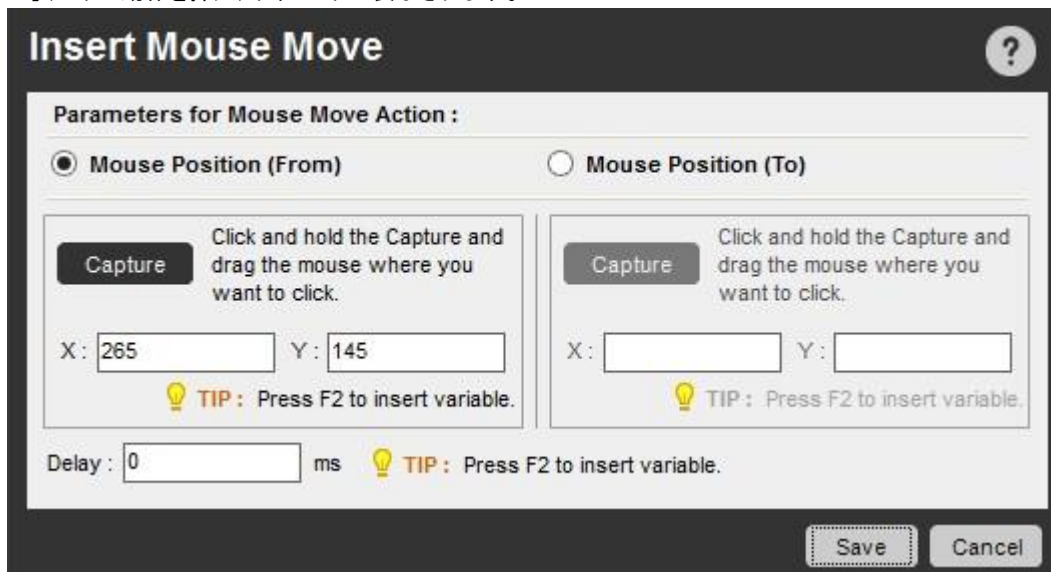 Insert Mouse Move
?
Parameters for Mouse Move Action :
Mouse Position (From)
Mouse Position (To)
Capture
Click and hold the Capture and
drag the mouse where you
want to click.
X : 265 Y : 145
TIP : Press F2 to insert variable.
Capture
Click and hold the Capture and
drag the mouse where you
want to click.
X : Y :
TIP : Press F2 to insert variable.
Delay : 0 ms TIP : Press F2 to insert variable.
Save Cancel